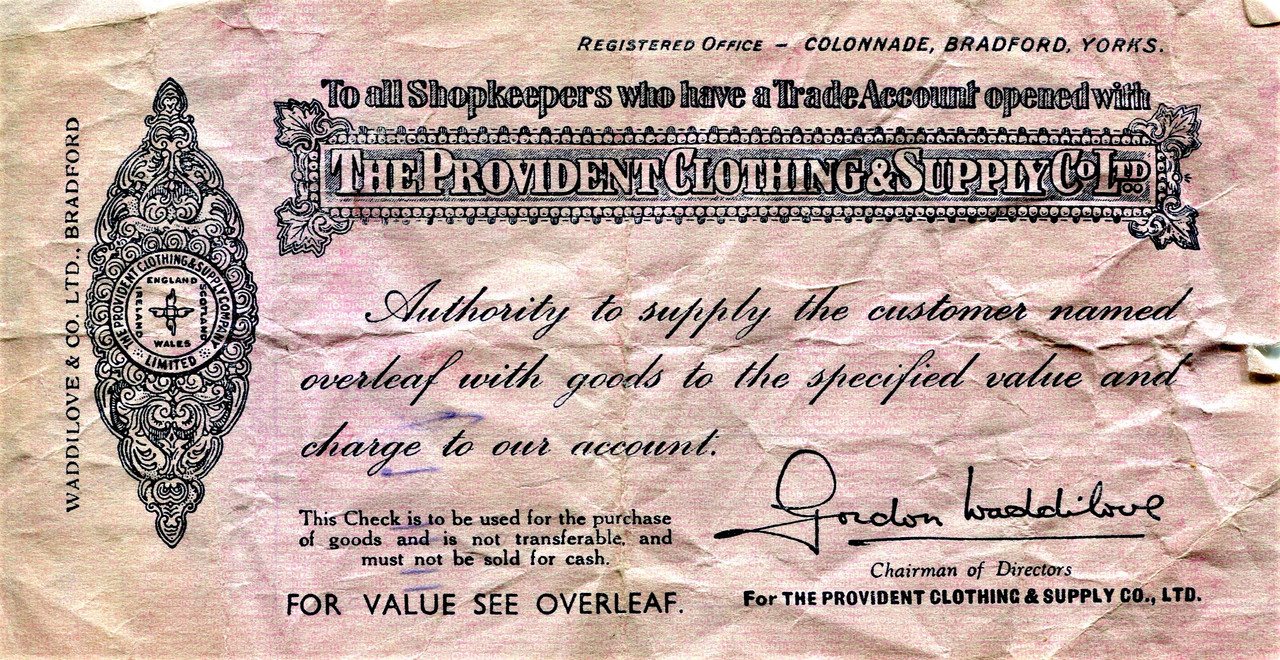 REGISTERED OFFICE – COLONNADE, BRADFORD, YORKS.
To all Shopkeepers who have a Trade Account opened with
THE PROVIDENT CLOTHING & SUPPLY CO LTD
Authority to supply the customer named
overleaf with goods to the specified value and
charge to our account.
Gordon Waddilove
Chairman of Directors
For THE PROVIDENT CLOTHING & SUPPLY CO., LTD.
This Check is to be used for the purchase
of goods and is not transferable, and
must not be sold for cash.
FOR VALUE SEE OVERLEAF.
WADDILOVE & CO. LTD., BRADFORD
THE PROVIDENT CLOTHING & SUPPLY COMPANY
LIMITED
ENGLAND
SCOTLAND
IRELAND
WALES